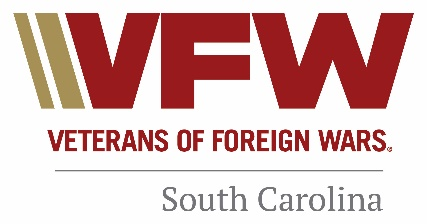 VFW
VETERANS OF FOREIGN WARS®
South Carolina